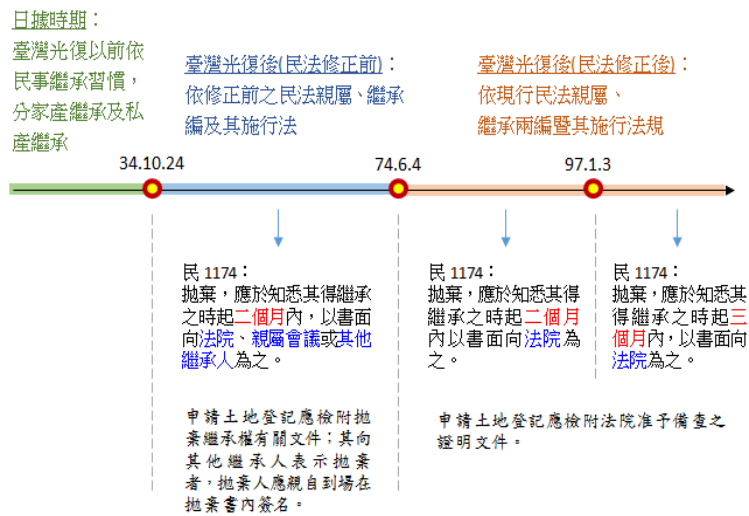 日據時期：
臺灣光復以前依
民事繼承習慣，
分家產繼承及私
產繼承
臺灣光復後(民法修正前)：
依修正前之民法親屬、繼承
編及其施行法
臺灣光復後(民法修正後)：
依現行民法親屬、
繼承兩編暨其施行法規
34.10.24
74.6.4
97.1.3
民 1174：
拋棄，應於知悉其得繼承
之時起二個月內，以書面
向法院、親屬會議或其他
繼承人為之。
民 1174：
拋棄，應於知悉其得
繼承之時起二個月
內以書面向法院為
之。
民 1174：
拋棄，應於知悉其
得繼承之時起三
個月內，以書面向
法院為之。
申請土地登記應檢附拋
棄繼承權有關文件；其向
其他繼承人表示拋棄
者，拋棄人應親自到場在
拋棄書內簽名。
申請土地登記應檢附法院准予備查之
證明文件。